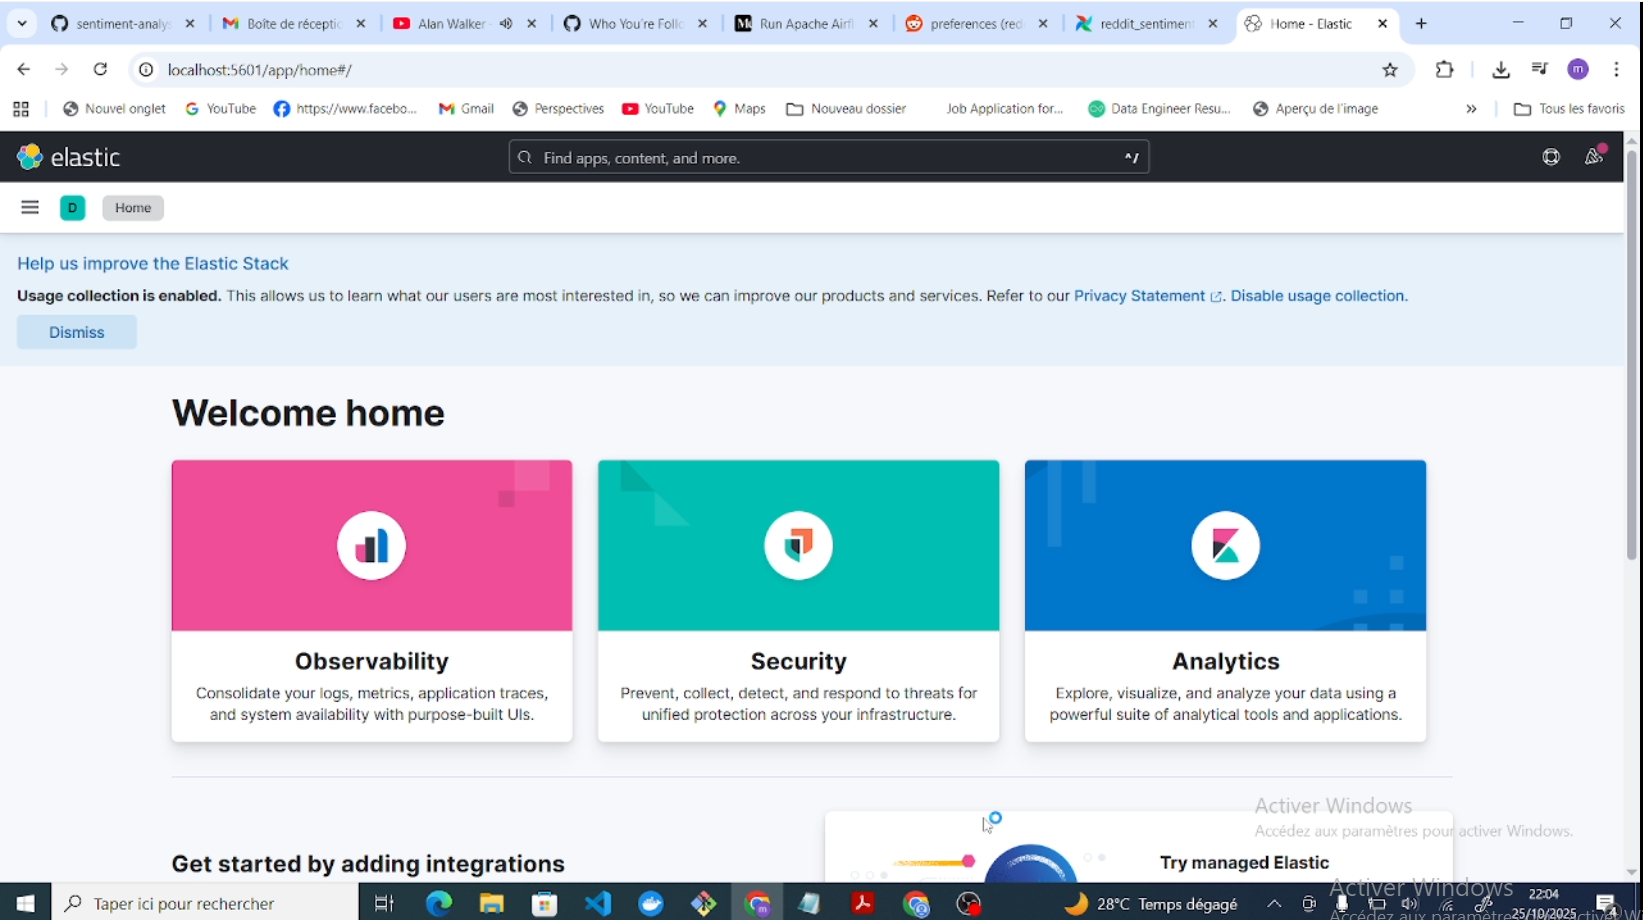 sentiment-analy
Boîte de réceptic
Alan Walker
Who You're Follo
Run Apache Airfl
preferences (red
reddit_sentiment
Home - Elastic
localhost:5601/app/home#/
Nouvel onglet
YouTube
https://www.facebo...
Gmail
Perspectives
YouTube
Maps
Nouveau dossier
Job Application for...
Data Engineer Resu...
Aperçu de l'image
»
Tous les favoris
elastic
Find apps, content, and more.
^/
D
Home
Help us improve the Elastic Stack
Usage collection is enabled. This allows us to learn what our users are most interested in, so we can improve our products and services. Refer to our Privacy Statement. Disable usage collection.
Dismiss
Welcome home
Observability
Consolidate your logs, metrics, application traces,
and system availability with purpose-built UIs.
Security
Prevent, collect, detect, and respond to threats for
unified protection across your infrastructure.
Analytics
Explore, visualize, and analyze your data using a
powerful suite of analytical tools and applications.
Activer Windows
Accédez aux paramètres pour activer Windows.
Get started by adding integrations
Try managed Elastic
Activer Windows
Taper ici pour rechercher
28°C Temps dégagé
22:04
25/10/2025
4